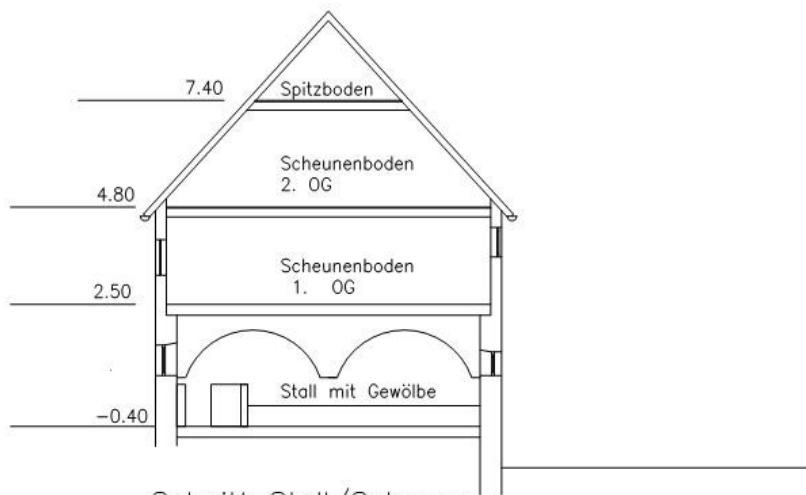 7.40
Spitzboden
Scheunenboden
2. OG
4.80
Scheunenboden
1. OG
2.50
Stall mit Gewölbe
-0.40